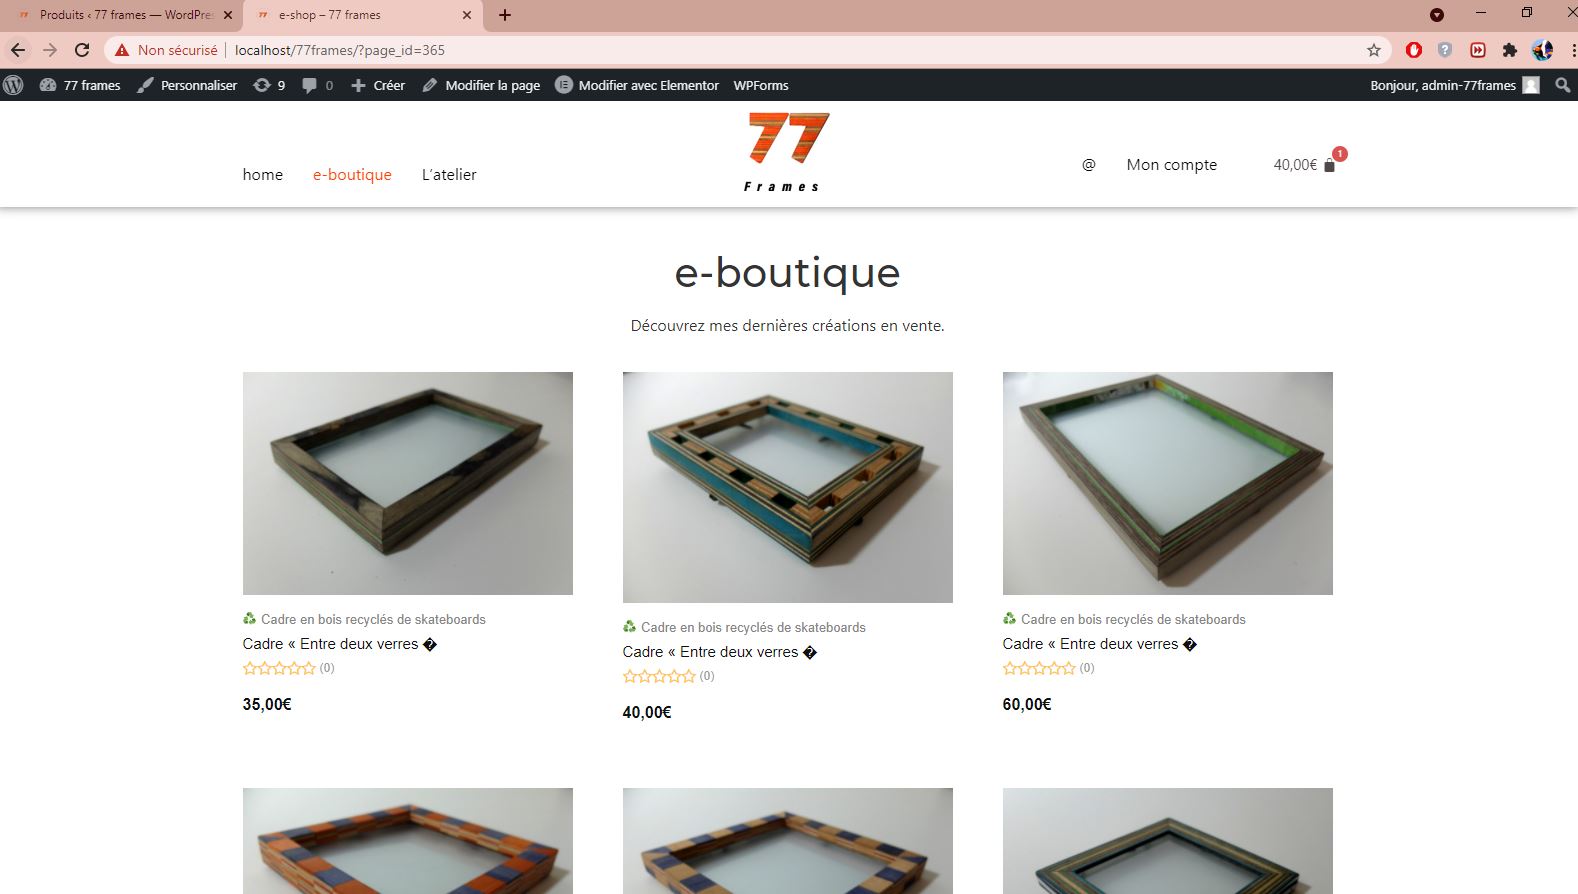 Produits ‹ 77 frames — WordPres
e-shop – 77 frames
Non sécurisé
localhost/77frames/?page_id=365
77 frames
Personnaliser
9
0
Créer
Modifier la page
Modifier avec Elementor
WPForms
Bonjour, admin-77frames
home
e-boutique
L'atelier
77
Frames
@
Mon compte
40,00€
1
e-boutique
Découvrez mes dernières créations en vente.
Cadre en bois recyclés de skateboards
Cadre « Entre deux verres �
(0)
35,00€
Cadre en bois recyclés de skateboards
Cadre « Entre deux verres �
(0)
40,00€
Cadre en bois recyclés de skateboards
Cadre « Entre deux verres �
(0)
60,00€